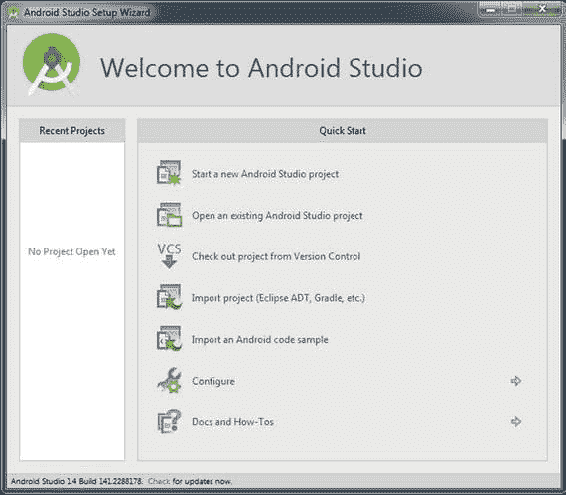 Android Studio Setup Wizard
Welcome to Android Studio
Recent Projects
Quick Start
No Project Open Yet
Start a new Android Studio project
Open an existing Android Studio project
VCS
Check out project from Version Control
Import project (Eclipse ADT, Gradle, etc.)
Import an Android code sample
Configure
Docs and How-Tos
Android Studio 14 Build 141.2288178. Check for updates now.